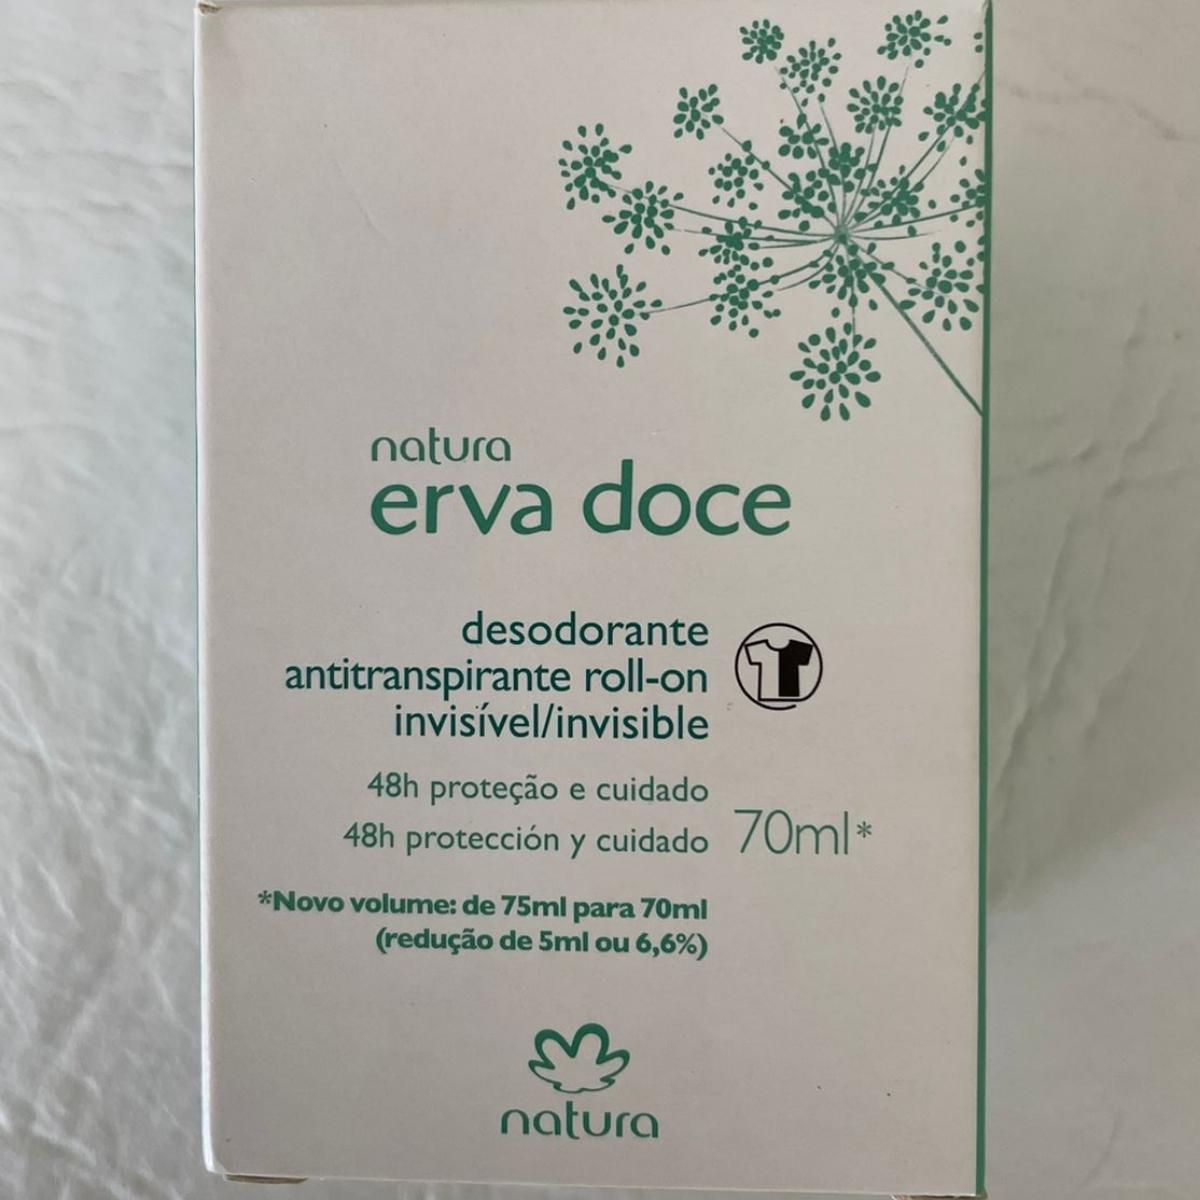 natura
erva doce
desodorante
antitranspirante roll-on
invisível/invisible
48h proteção e cuidado
48h protección y cuidado
70ml*
*Novo volume: de 75ml para 70ml
(redução de 5ml ou 6,6%)
natura